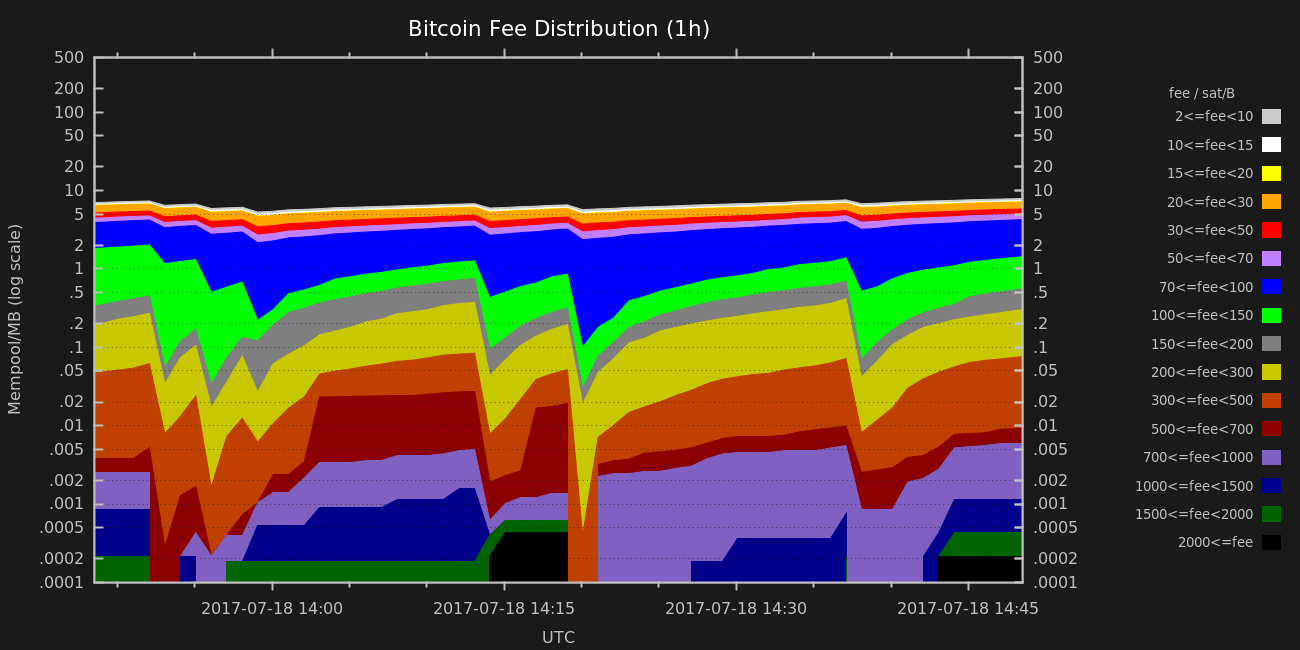 Bitcoin Fee Distribution (1h)
Mempool/MB (log scale)
500
200
100
50
20
10
5
2
1
.5
.2
.1
.05
.02
.01
.005
.002
.001
.0005
.0002
.0001
500
200
100
50
20
10
5
2
1
.5
.2
.1
.05
.02
.01
.005
.002
.001
.0005
.0002
.0001
2017-07-18 14:00
2017-07-18 14:15
2017-07-18 14:30
2017-07-18 14:45
UTC
fee / sat/B
2<=fee<10
10<=fee<15
15<=fee<20
20<=fee<30
30<=fee<50
50<=fee<70
70<=fee<100
100<=fee<150
150<=fee<200
200<=fee<300
300<=fee<500
500<=fee<700
700<=fee<1000
1000<=fee<1500
1500<=fee<2000
2000<=fee